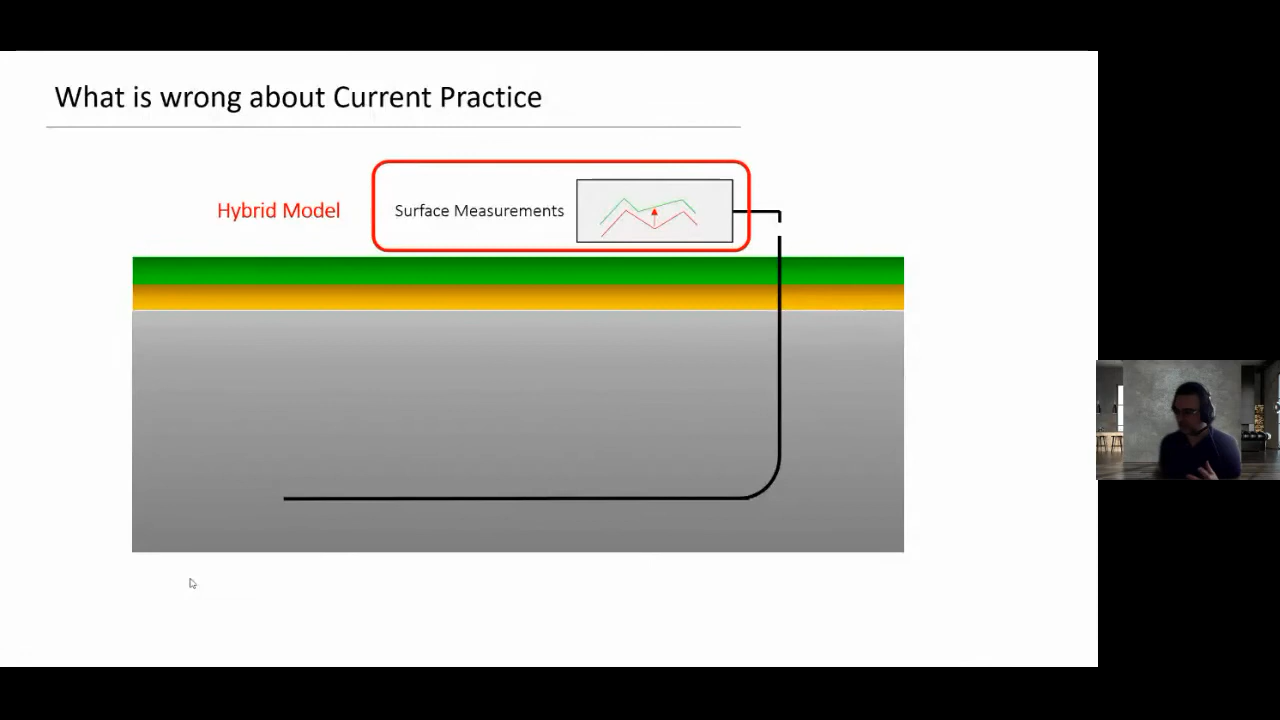 What is wrong about Current Practice
Hybrid Model
Surface Measurements